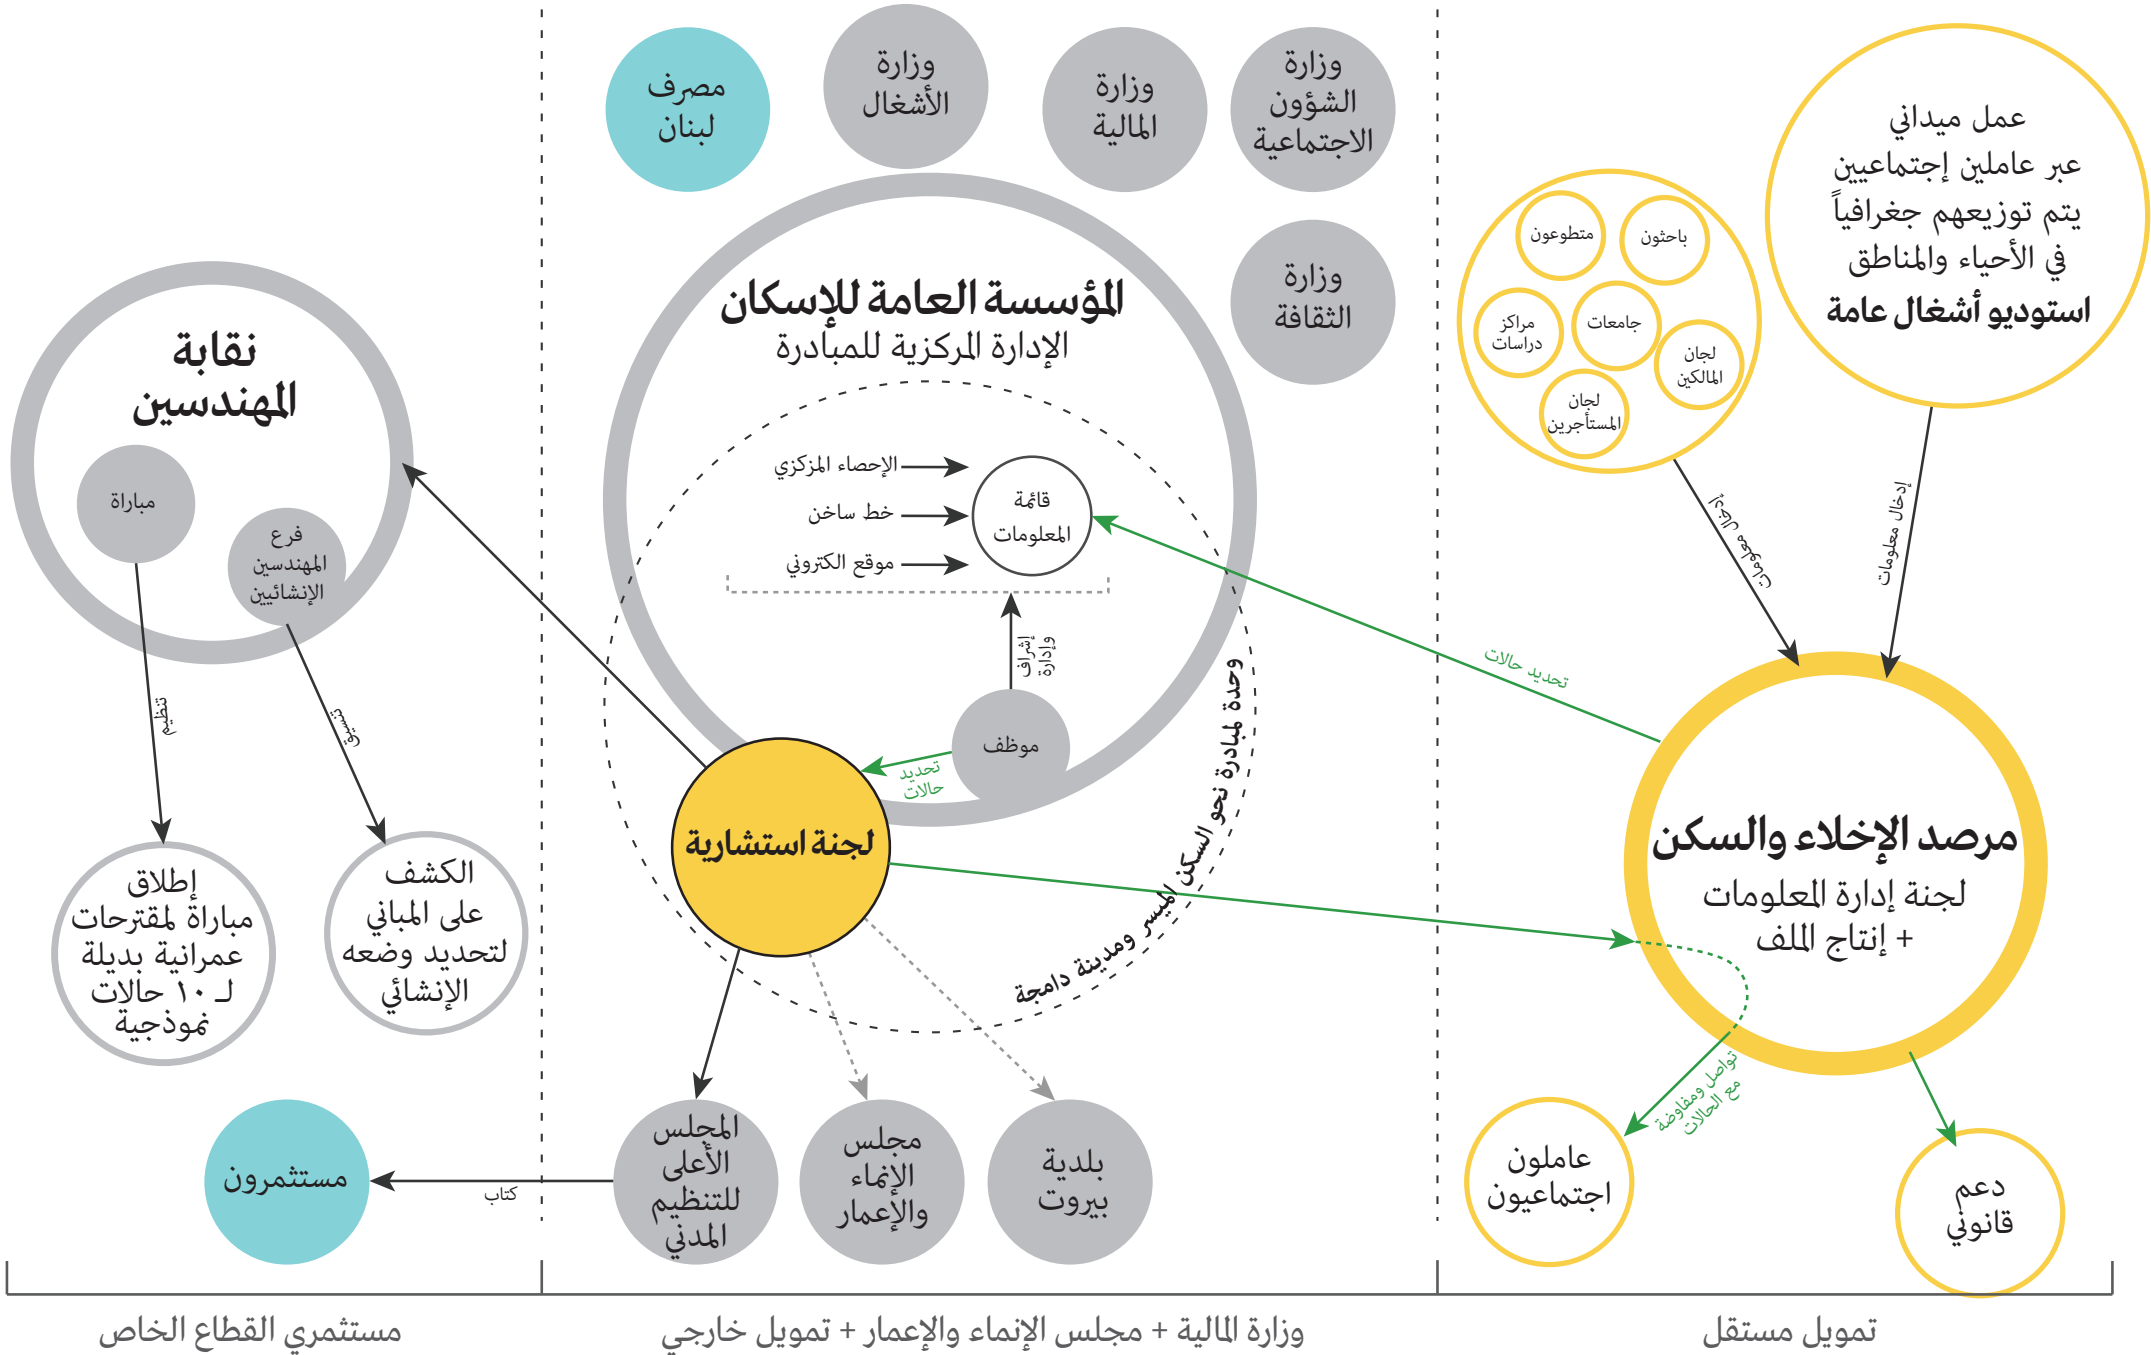 عمل ميداني
عبر عاملين إجتماعيين
يتم توزيعهم جغرافياً
في الأحياء والمناطق
استوديو أشغال عامة
باحثون
متطوعون
جامعات
مراكز
دراسات
لجان
المالكين
لجان
المستأجرين
إدخال معلومات
إدخال معلومات
مرصد الإخلاء والسكن
لجنة إدارة المعلومات
+ إنتاج الملف
تحديد حالات
تواصل ومفاوضة
مع الحالات
عاملون
اجتماعيون
دعم
قانوني
تمويل مستقل
وزارة
الشؤون
الاجتماعية
وزارة
المالية
وزارة
الأشغال
مصرف
لبنان
وزارة
الثقافة
المؤسسة العامة للإسكان
الإدارة المركزية للمبادرة
الإحصاء المزكزي
خط ساخن
موقع الكتروني
قائمة
المعلومات
إشراف
وإدارة
موظف
تحديد
حالات
لجنة استشارية
وحدة لمبادرة نحو السكن الميسر ومدينة دامجة
بلدية
بيروت
مجلس
الإنماء
والإعمار
المجلس
الأعلى
للتنظيم
المدني
كتاب
وزارة المالية + مجلس الإنماء والإعمار + تمويل خارجي
نقابة
المهندسين
مباراة
فرع
المهندسين
الإنشائيين
تنظيم
تنسيق
الكشف
على المباني
لتحديد وضعه
الإنشائي
إطلاق
مباراة لمقترحات
عمرانية بديلة
لـ ١٠ حالات
نموذجية
مستثمرون
مستثمري القطاع الخاص